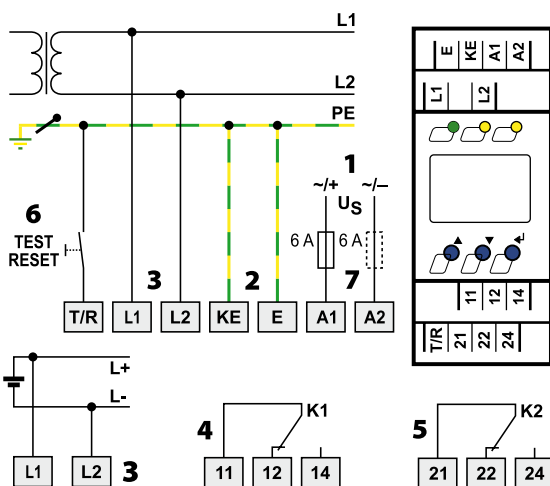 L1
L2
PE
1
~/+ ~/–
US
6 A 6 A
7
6
TEST
RESET
3
2
T/R L1 L2 KE E A1 A2
E KE A1 A2
L1 L2
11 12 14
T/R 21 22 24
L+
L-
L1 L2 3
4
K1
11 12 14
5
K2
21 22 24